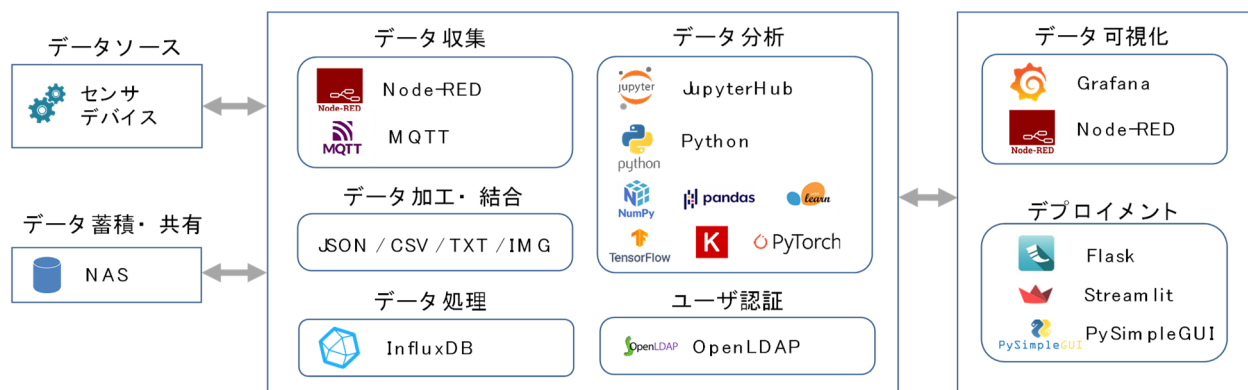 データソース
センサ
デバイス
データ蓄積・共有
NAS
データ収集
Node-RED
Node-RED
MQTT
MQTT
データ加工・結合
JSON / CSV / TXT / IMG
データ処理
InfluxDB
データ分析
jupyter
JupyterHub
python
Python
NumPy
pandas
learn
TensorFlow
K
PyTorch
ユーザ認証
OpenLDAP
OpenLDAP
データ可視化
Grafana
Node-RED
Node-RED
デプロイメント
Flask
Streamlit
PySimpleGUI
PySimpleGUI